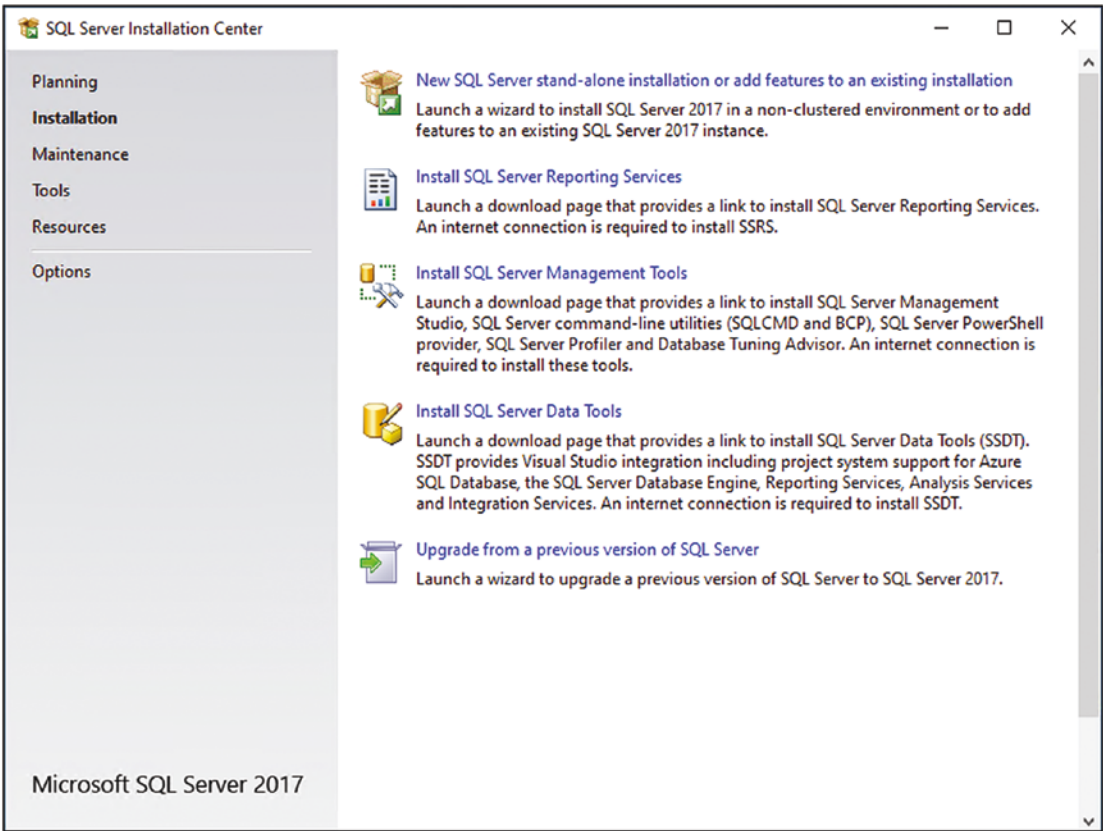 SQL Server Installation Center
Planning
Installation
Maintenance
Tools
Resources
Options
Microsoft SQL Server 2017
New SQL Server stand-alone installation or add features to an existing installation
Launch a wizard to install SQL Server 2017 in a non-clustered environment or to add
features to an existing SQL Server 2017 instance.
Install SQL Server Reporting Services
Launch a download page that provides a link to install SQL Server Reporting Services.
An internet connection is required to install SSRS.
Install SQL Server Management Tools
Launch a download page that provides a link to install SQL Server Management
Studio, SQL Server command-line utilities (SQLCMD and BCP), SQL Server PowerShell
provider, SQL Server Profiler and Database Tuning Advisor. An internet connection is
required to install these tools.
Install SQL Server Data Tools
Launch a download page that provides a link to install SQL Server Data Tools (SSDT).
SSDT provides Visual Studio integration including project system support for Azure
SQL Database, the SQL Server Database Engine, Reporting Services, Analysis Services
and Integration Services. An internet connection is required to install SSDT.
Upgrade from a previous version of SQL Server
Launch a wizard to upgrade a previous version of SQL Server to SQL Server 2017.